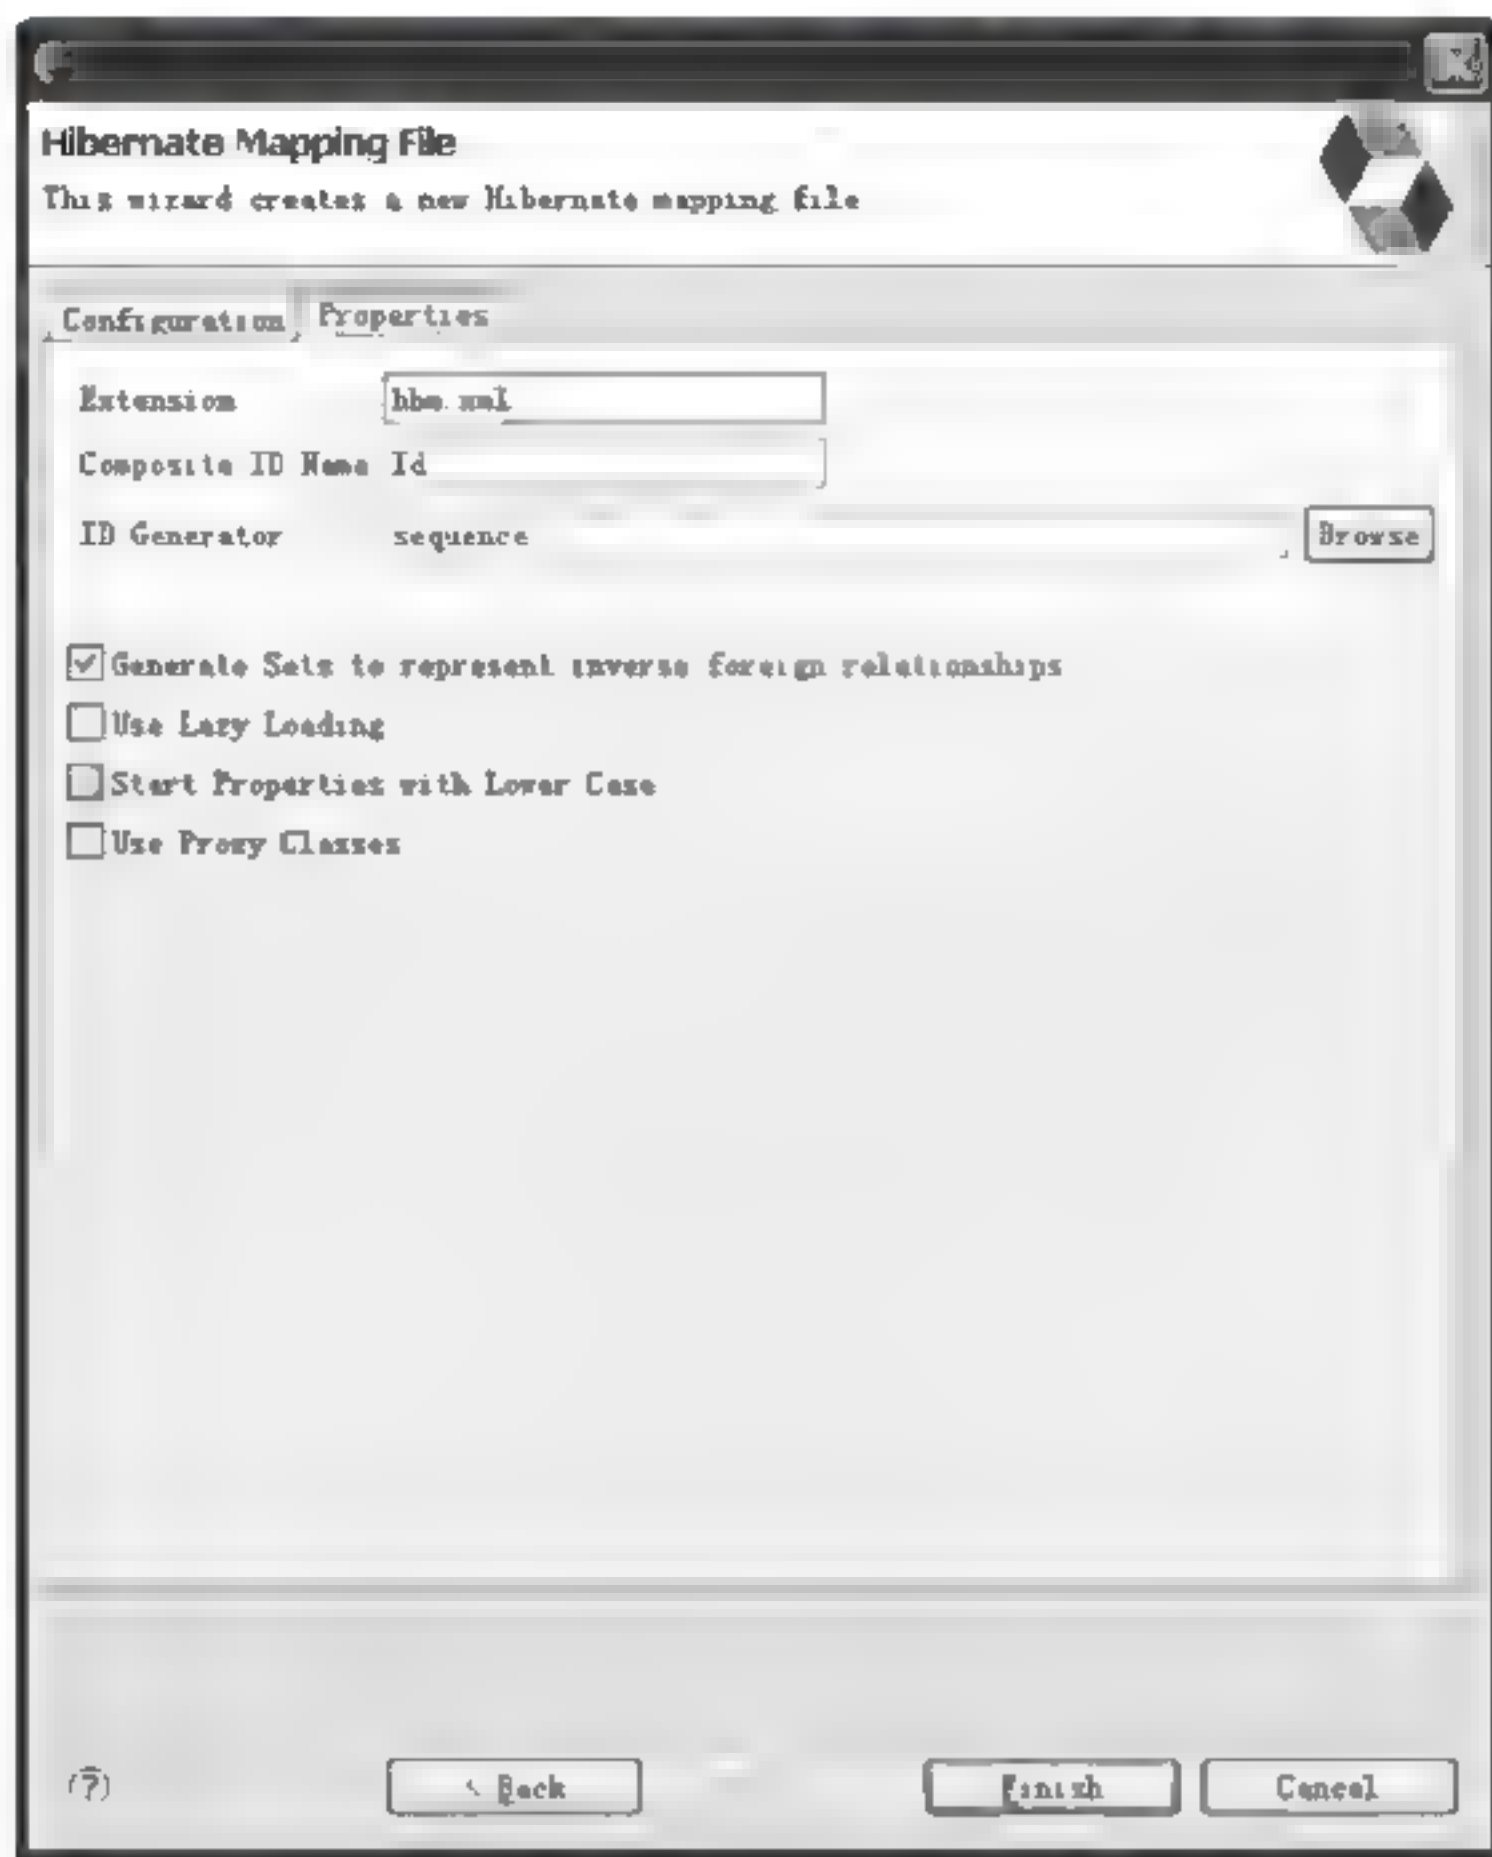 Hibernate Mapping File
This wizard creates a new Hibernate mapping file
Configuration Properties
Extension hbm.xml
Composite ID Name Id
ID Generator sequence Browse
Generate Sets to represent inverse foreign relationships
Use Lazy Loading
Start Properties with Lower Case
Use Proxy Classes
(?) < Back Finish Cancel